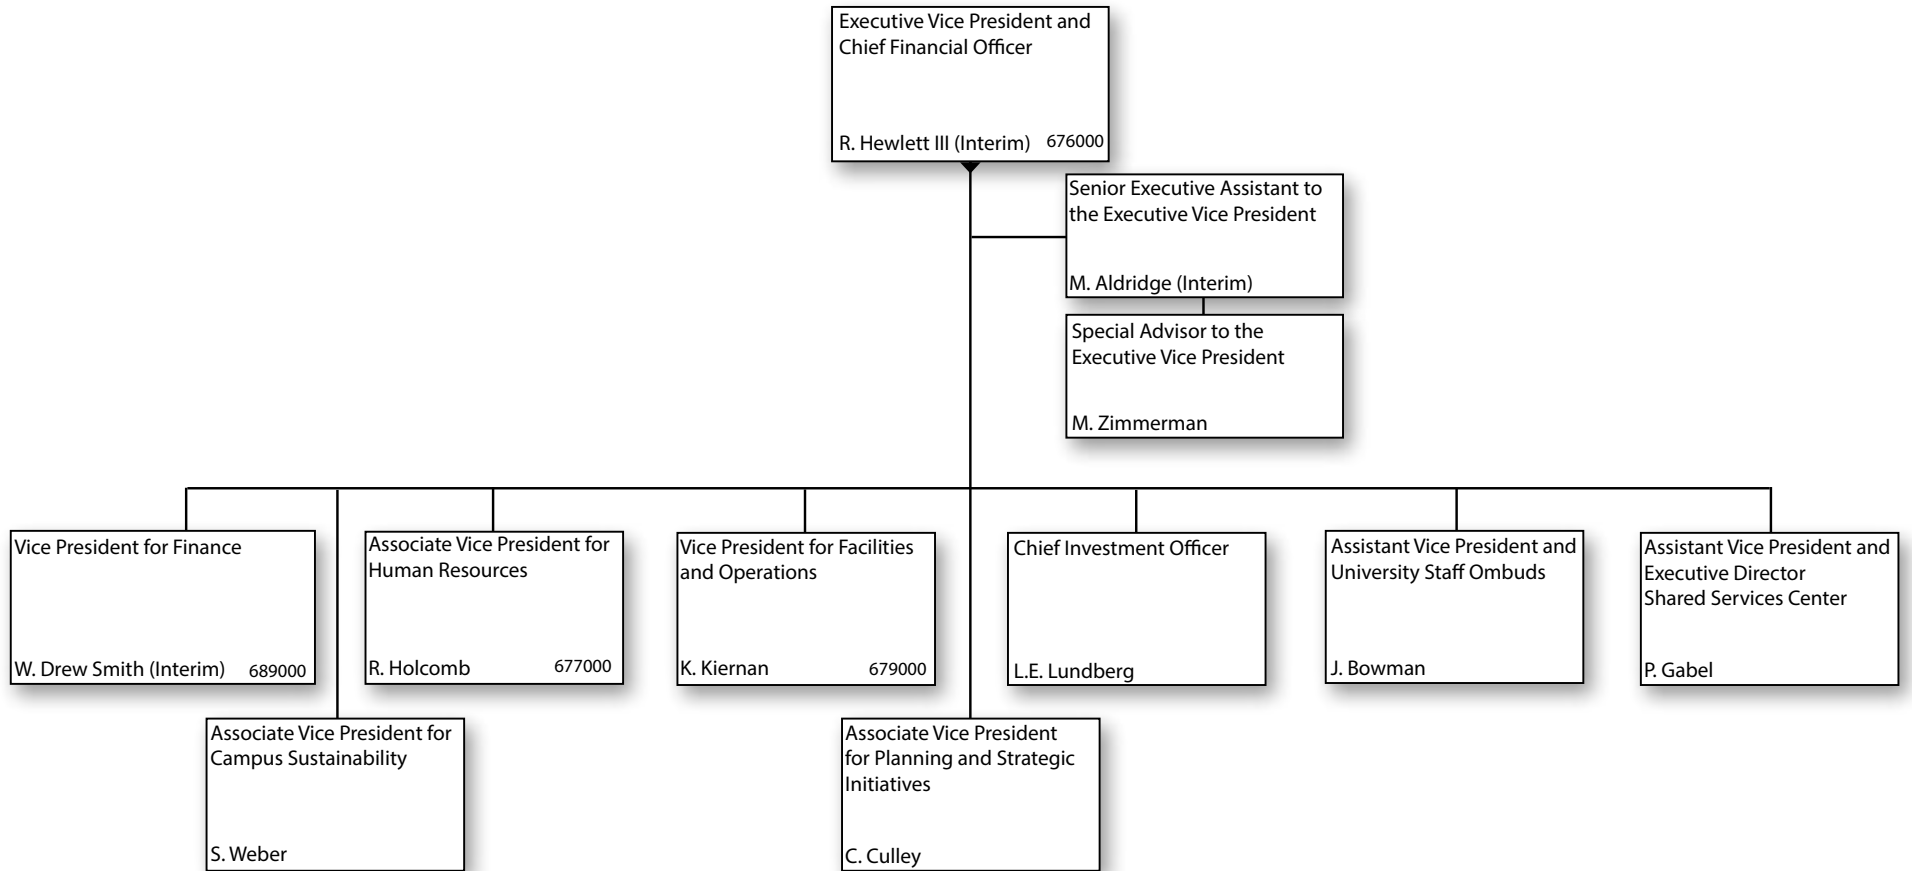 Executive Vice President and
Chief Financial Officer
R. Hewlett III (Interim) 676000
Senior Executive Assistant to
the Executive Vice President
M. Aldridge (Interim)
Special Advisor to the
Executive Vice President
M. Zimmerman
Vice President for Finance
W. Drew Smith (Interim) 689000
Associate Vice President for
Human Resources
R. Holcomb 677000
Vice President for Facilities
and Operations
K. Kiernan 679000
Chief Investment Officer
L.E. Lundberg
Assistant Vice President and
University Staff Ombuds
J. Bowman
Assistant Vice President and
Executive Director
Shared Services Center
P. Gabel
Associate Vice President for
Campus Sustainability
S. Weber
Associate Vice President
for Planning and Strategic
Initiatives
C. Culley